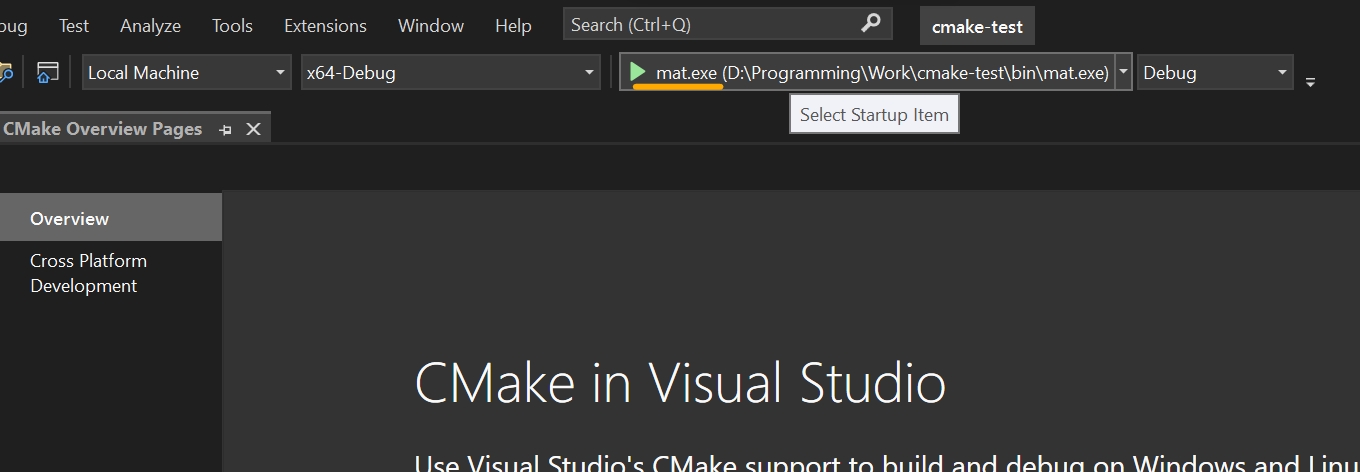 bug Test Analyze Tools Extensions Window Help Search (Ctrl+Q) cmake-test
Local Machine x64-Debug mat.exe (D:\Programming\Work\cmake-test\bin\mat.exe) Debug
Select Startup Item
CMake Overview Pages
Overview
Cross Platform
Development
CMake in Visual Studio
Use Visual Studio's CMake support to build and debug on Windows and Linu